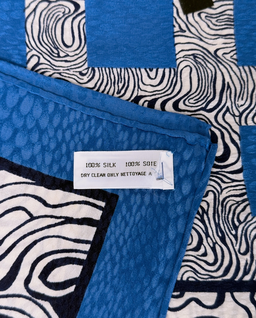 100% SILK 100% SOIE
DRY CLEAN ONLY NETTOYAGE A